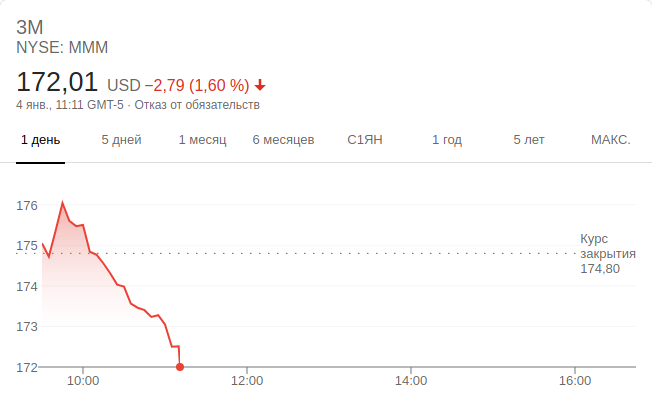 3M
NYSE: MMM
172,01 USD −2,79 (1,60 %)
4 янв., 11:11 GMT-5 · Отказ от обязательств
1 день 5 дней 1 месяц 6 месяцев С1ЯН 1 год 5 лет МАКС.
176
175
174
173
172
Курс
закрытия
174,80
10:00 12:00 14:00 16:00